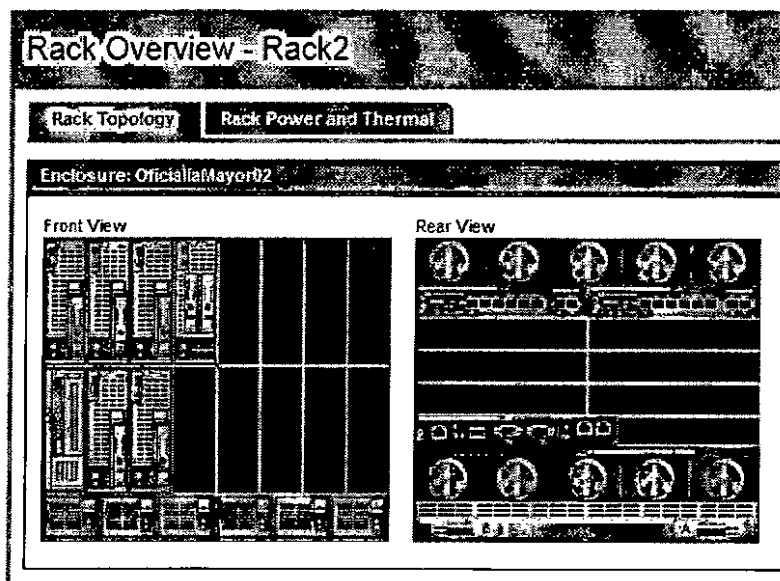 Rack Overview - Rack2
Rack Topology
Rack Power and Thermal
Enclosure: OficialiaMayor02
Front View
Rear View